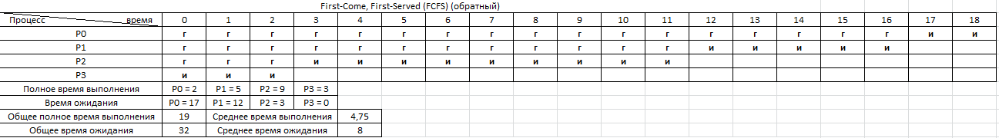 First-Come, First-Served (FCFS) (обратный)
Процесс время 0 1 2 3 4 5 6 7 8 9 10 11 12 13 14 15 16 17 18
P0 г г г г г г г г г г г г г г г г г и и
P1 г г г г г г г г г г г г и и и и и
P2 г г г и и и и и и и и и
P3 и и и
Полное время выполнения P0 = 2 P1 = 5 P2 = 9 P3 = 3
Время ожидания P0 = 17 P1 = 12 P2 = 3 P3 = 0
Общее полное время выполнения 19 Среднее время выполнения 4,75
Общее время ожидания 32 Среднее время ожидания 8